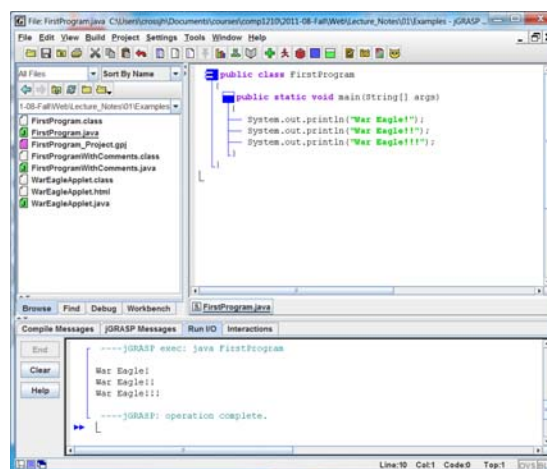 File: FirstProgram.java C:\Users\crossjh\Documents\courses\comp1210\2011-08-Fall\Web\Lecture_Notes\01\Examples - jGRASP ...
File Edit View Build Project Settings Tools Window Help
All Files Sort By Name
1-08-Fall\Web\Lecture_Notes\01\Examples
FirstProgram.class
FirstProgram.java
FirstProgram_Project.gpj
FirstProgramWithComments.class
FirstProgramWithComments.java
WarEagleApplet.class
WarEagleApplet.html
WarEagleApplet.java
Browse Find Debug Workbench
public class FirstProgram
{
public static void main(String[] args)
{
System.out.println("War Eagle!");
System.out.println("War Eagle!!");
System.out.println("War Eagle!!!");
}
}
FirstProgram.java
Compile Messages jGRASP Messages Run I/O Interactions
End
Clear
Help
----jGRASP exec: java FirstProgram
War Eagle!
War Eagle!!
War Eagle!!!
----jGRASP: operation complete.
Line:10 Col:1 Code:0 Top:1 OVS